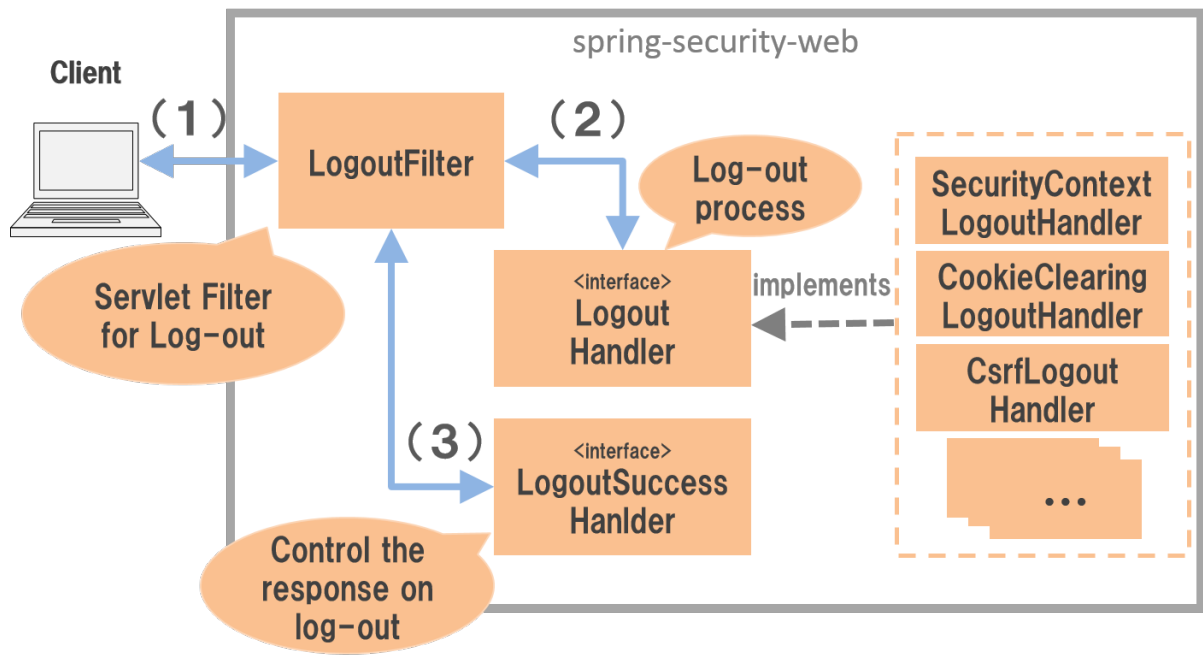 spring-security-web
Client
(1)
LogoutFilter
(2)
Log-out
process
Servlet Filter
for Log-out
<interface>
Logout
Handler
implements
SecurityContext
LogoutHandler
CookieClearing
LogoutHandler
CsrfLogout
Handler
...
(3)
<interface>
LogoutSuccess
Hanlder
Control the
response on
log-out